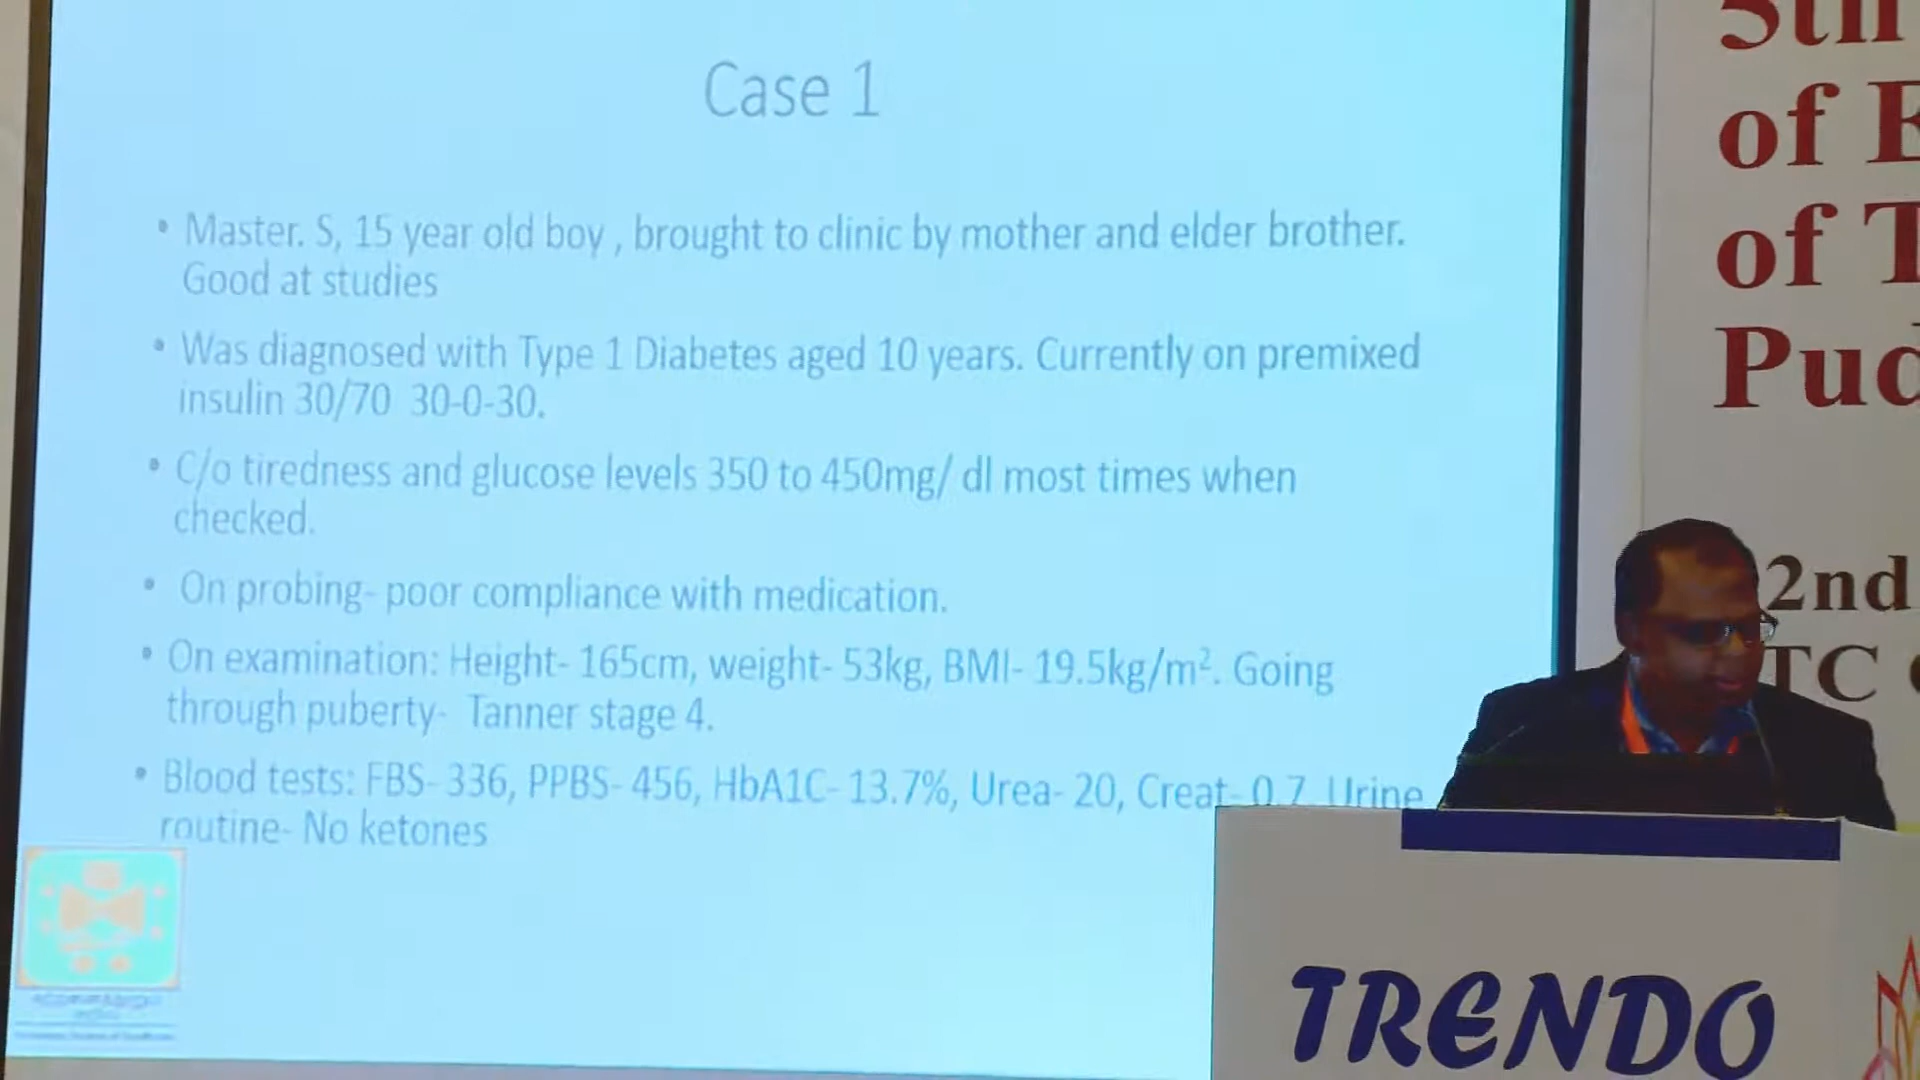 Case 1
• Master. S, 15 year old boy , brought to clinic by mother and elder brother.
Good at studies
• Was diagnosed with Type 1 Diabetes aged 10 years. Currently on premixed
insulin 30/70 30-0-30.
• C/o tiredness and glucose levels 350 to 450mg/ dl most times when
checked.
• On probing- poor compliance with medication.
• On examination: Height- 165cm, weight- 53kg, BMI- 19.5kg/m². Going
through puberty- Tanner stage 4.
• Blood tests: FBS- 336, PPBS- 456, HbA1C- 13.7%, Urea- 20, Creat- 0.7, Urine
routine- No ketones
5th
of E
of T
Pud
2nd
TC
TRENDO